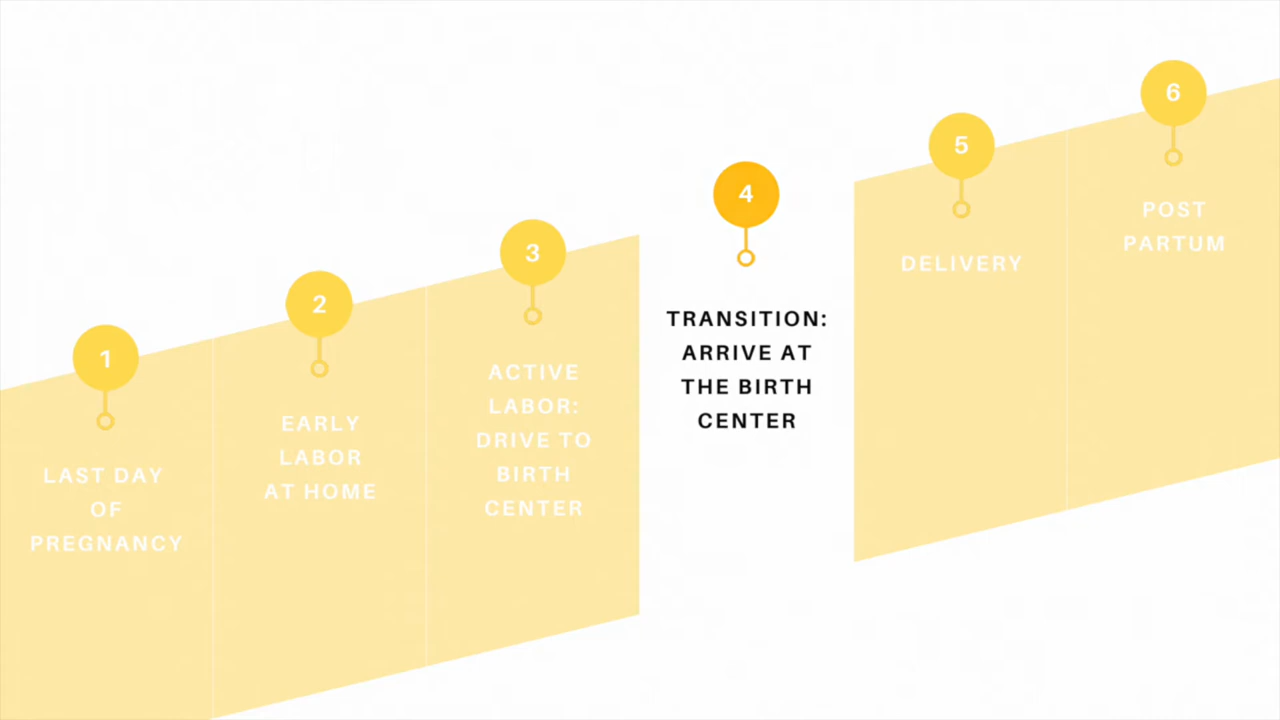 1
LAST DAY
OF
PREGNANCY
2
EARLY
LABOR
AT HOME
3
ACTIVE
LABOR:
DRIVE TO
BIRTH
CENTER
4
TRANSITION:
ARRIVE AT
THE BIRTH
CENTER
5
DELIVERY
6
POST
PARTUM